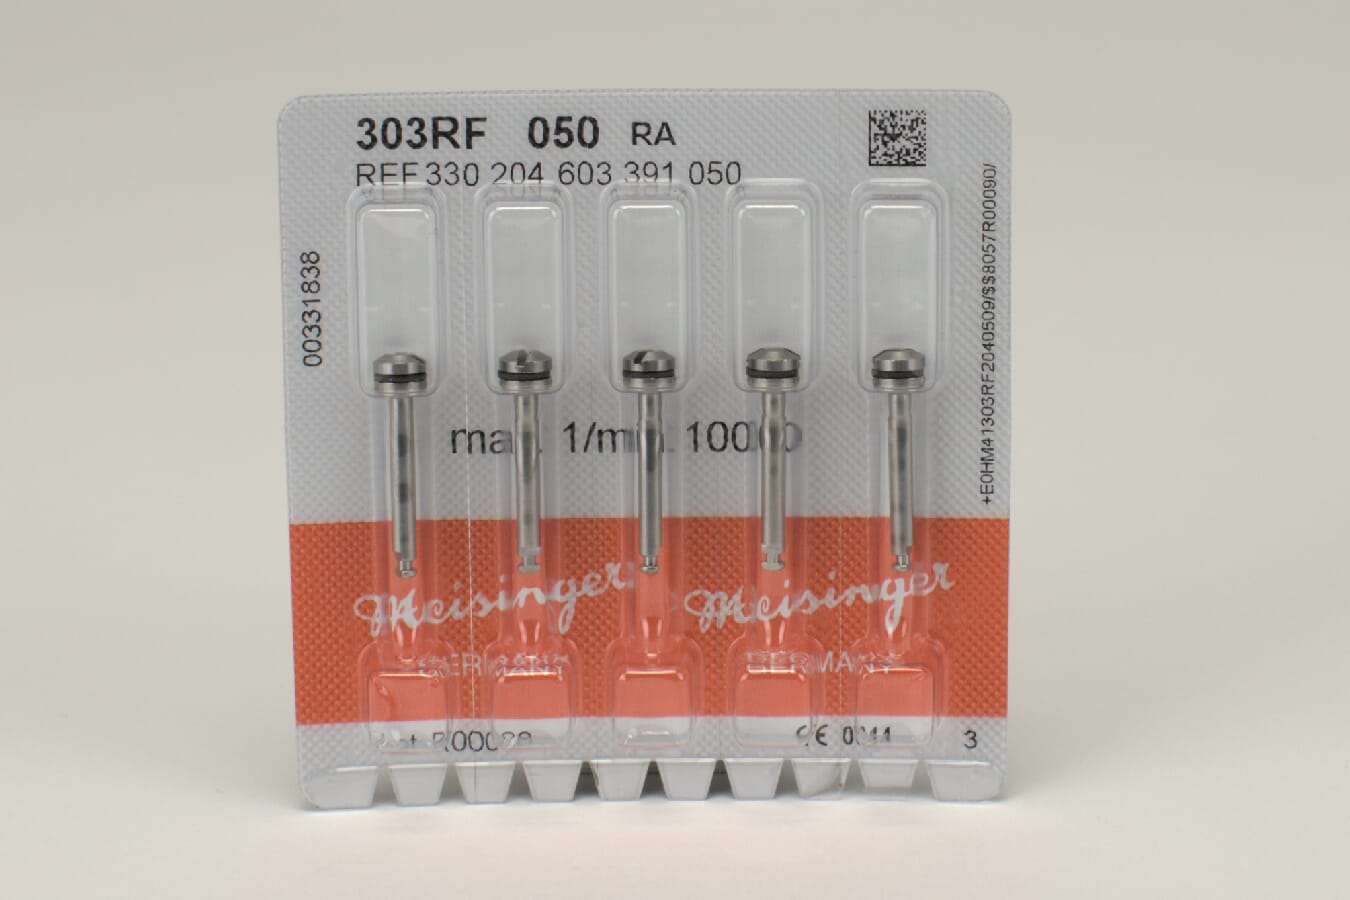 303RF 050 RA
REF 330 204 603 391 050
00331838
+E0HM41303RF2040509/$$8057R00090/
max. 1/min. 10000
Meisinger Meisinger
GERMANY GERMANY
Lot
CE 0044
3